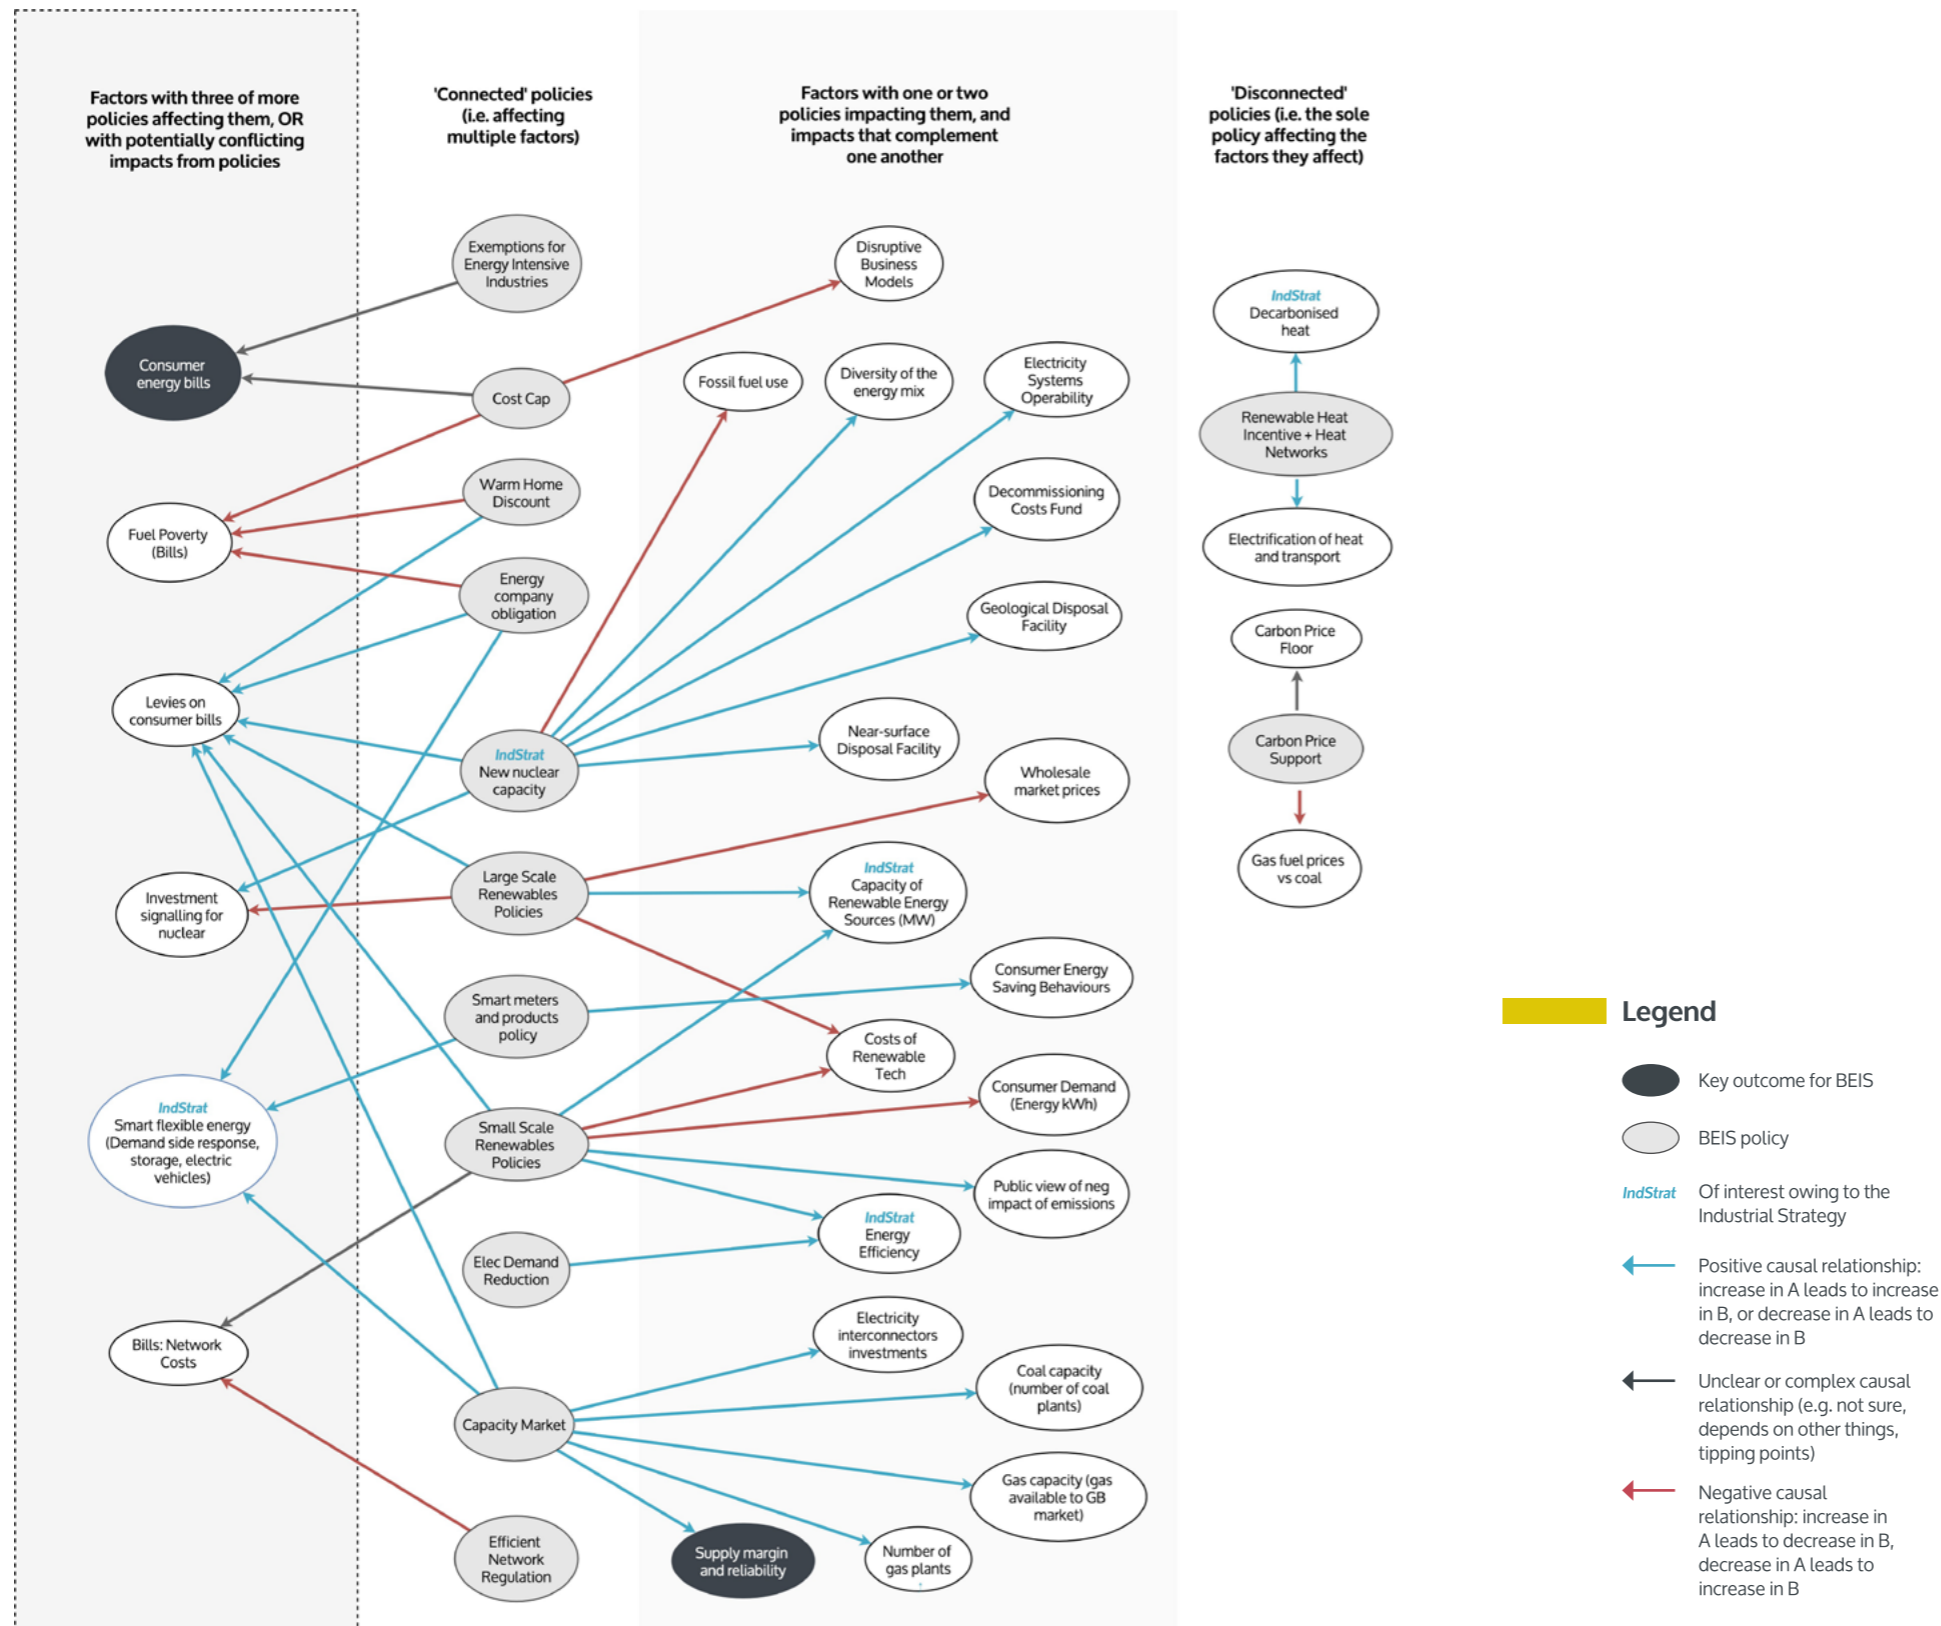 Factors with three of more
policies affecting them, OR
with potentially conflicting
impacts from policies
'Connected' policies
(i.e. affecting
multiple factors)
Factors with one or two
policies impacting them, and
impacts that complement
one another
'Disconnected'
policies (i.e. the sole
policy affecting the
factors they affect)
Consumer
energy bills
Fuel Poverty
(Bills)
Levies on
consumer bills
Investment
signalling for
nuclear
IndStrat
Smart flexible energy
(Demand side response,
storage, electric
vehicles)
Bills: Network
Costs
Exemptions for
Energy Intensive
Industries
Cost Cap
Warm Home
Discount
Energy
company
obligation
IndStrat
New nuclear
capacity
Large Scale
Renewables
Policies
Smart meters
and products
policy
Small Scale
Renewables
Policies
Elec Demand
Reduction
Capacity Market
Efficient
Network
Regulation
Disruptive
Business
Models
Fossil fuel use
Diversity of the
energy mix
Electricity
Systems
Operability
Decommissioning
Costs Fund
Geological Disposal
Facility
Near-surface
Disposal Facility
Wholesale
market prices
IndStrat
Capacity of
Renewable Energy
Sources (MW)
Consumer Energy
Saving Behaviours
Costs of
Renewable
Tech
Consumer Demand
(Energy kWh)
Public view of neg
impact of emissions
IndStrat
Energy
Efficiency
Electricity
interconnectors
investments
Coal capacity
(number of coal
plants)
Gas capacity (gas
available to GB
market)
Supply margin
and reliability
Number of
gas plants
IndStrat
Decarbonised
heat
Renewable Heat
Incentive + Heat
Networks
Electrification of heat
and transport
Carbon Price
Floor
Carbon Price
Support
Gas fuel prices
vs coal
Legend
Key outcome for BEIS
BEIS policy
IndStrat Of interest owing to the
Industrial Strategy
Positive causal relationship:
increase in A leads to increase
in B, or decrease in A leads to
decrease in B
Unclear or complex causal
relationship (e.g. not sure,
depends on other things,
tipping points)
Negative causal
relationship: increase in
A leads to decrease in B,
decrease in A leads to
increase in B